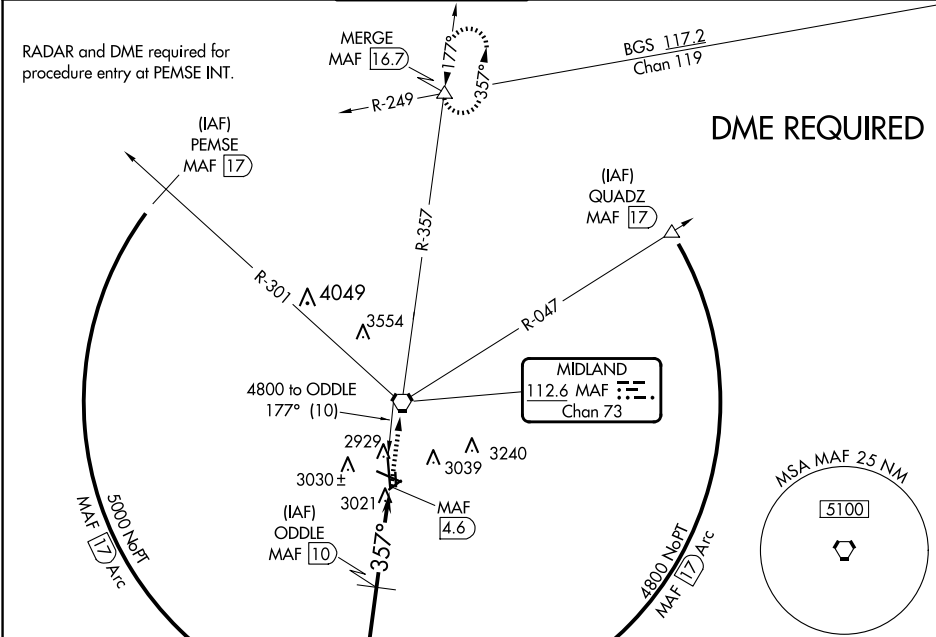 RADAR and DME required for
procedure entry at PEMSE INT.
MERGE
MAF 16.7
177°
357°
BGS 117.2
Chan 119
R-249
DME REQUIRED
(IAF)
PEMSE
MAF 17
(IAF)
QUADZ
MAF 17
R-357
R-301
4049
3554
R-047
4800 to ODDLE
177° (10)
MIDLAND
112.6 MAF
Chan 73
2929
3030±
3039
3240
3021
MAF
4.6
(IAF)
ODDLE
MAF 10
357°
5000 NoPT
MAF 17 Arc
4800 NoPT
MAF 17 Arc
MSA MAF 25 NM
5100